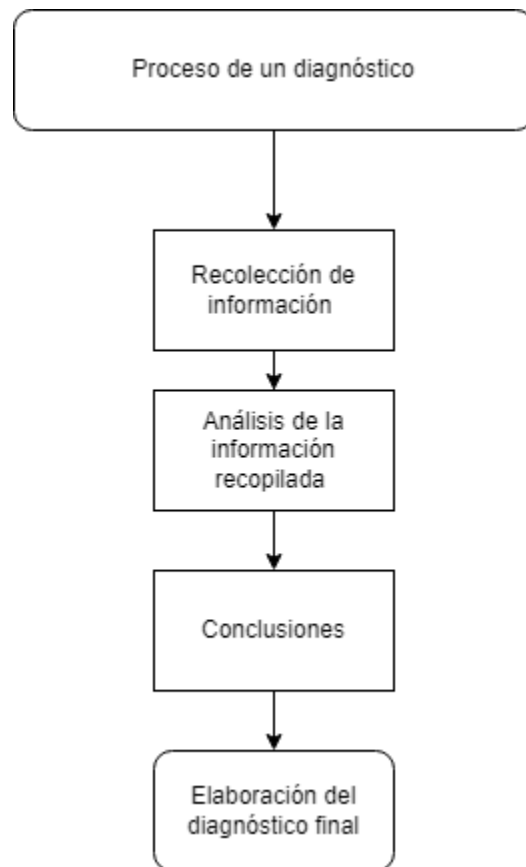 Proceso de un diagnóstico
Recolección de
información
Análisis de la
información
recopilada
Conclusiones
Elaboración del
diagnóstico final